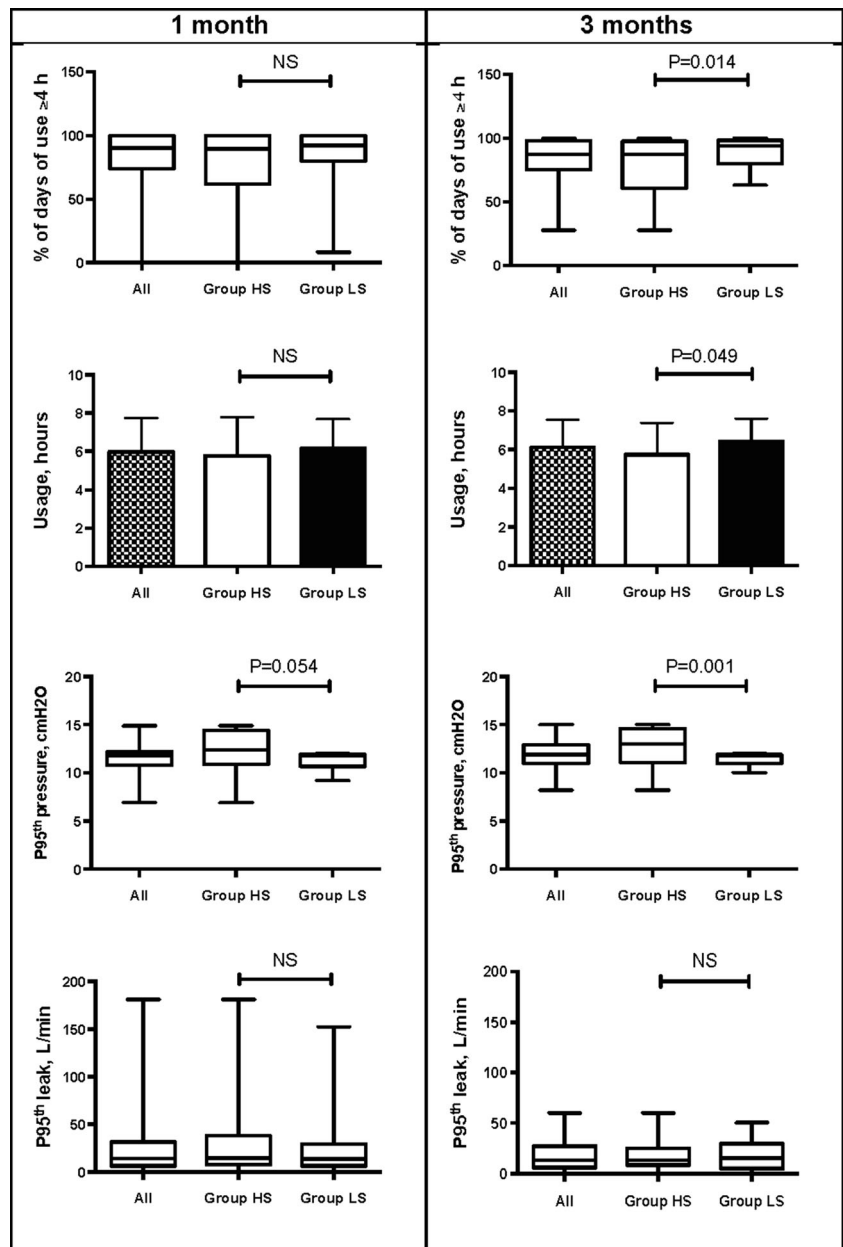 1 month
3 months
% of days of use ≥4 h
150
100
50
0
NS
All
Group HS
Group LS
% of days of use ≥4 h
150
100
50
0
P=0.014
All
Group HS
Group LS
Usage, hours
10
8
6
4
2
0
NS
All
Group HS
Group LS
Usage, hours
10
8
6
4
2
0
P=0.049
All
Group HS
Group LS
P95th pressure, cmH2O
20
15
10
5
0
P=0.054
All
Group HS
Group LS
P95th pressure, cmH2O
20
15
10
5
0
P=0.001
All
Group HS
Group LS
P95th leak, L/min
200
150
100
50
0
NS
All
Group HS
Group LS
P95th leak, L/min
200
150
100
50
0
NS
All
Group HS
Group LS